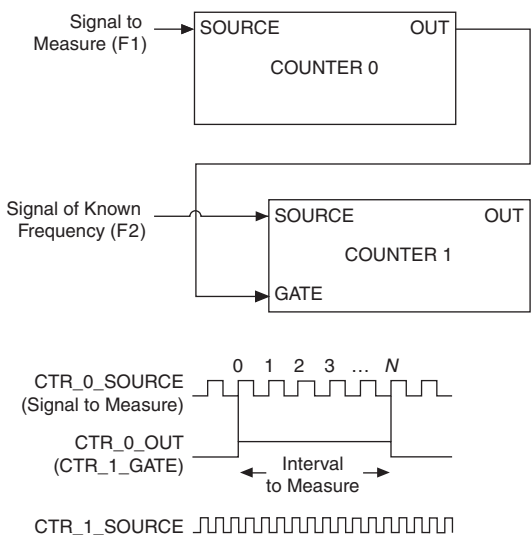 Signal to
Measure (F1)
SOURCE OUT
COUNTER 0
Signal of Known
Frequency (F2)
SOURCE OUT
COUNTER 1
GATE
0 1 2 3 … N
CTR_0_SOURCE
(Signal to Measure)
CTR_0_OUT
(CTR_1_GATE)
Interval
to Measure
CTR_1_SOURCE